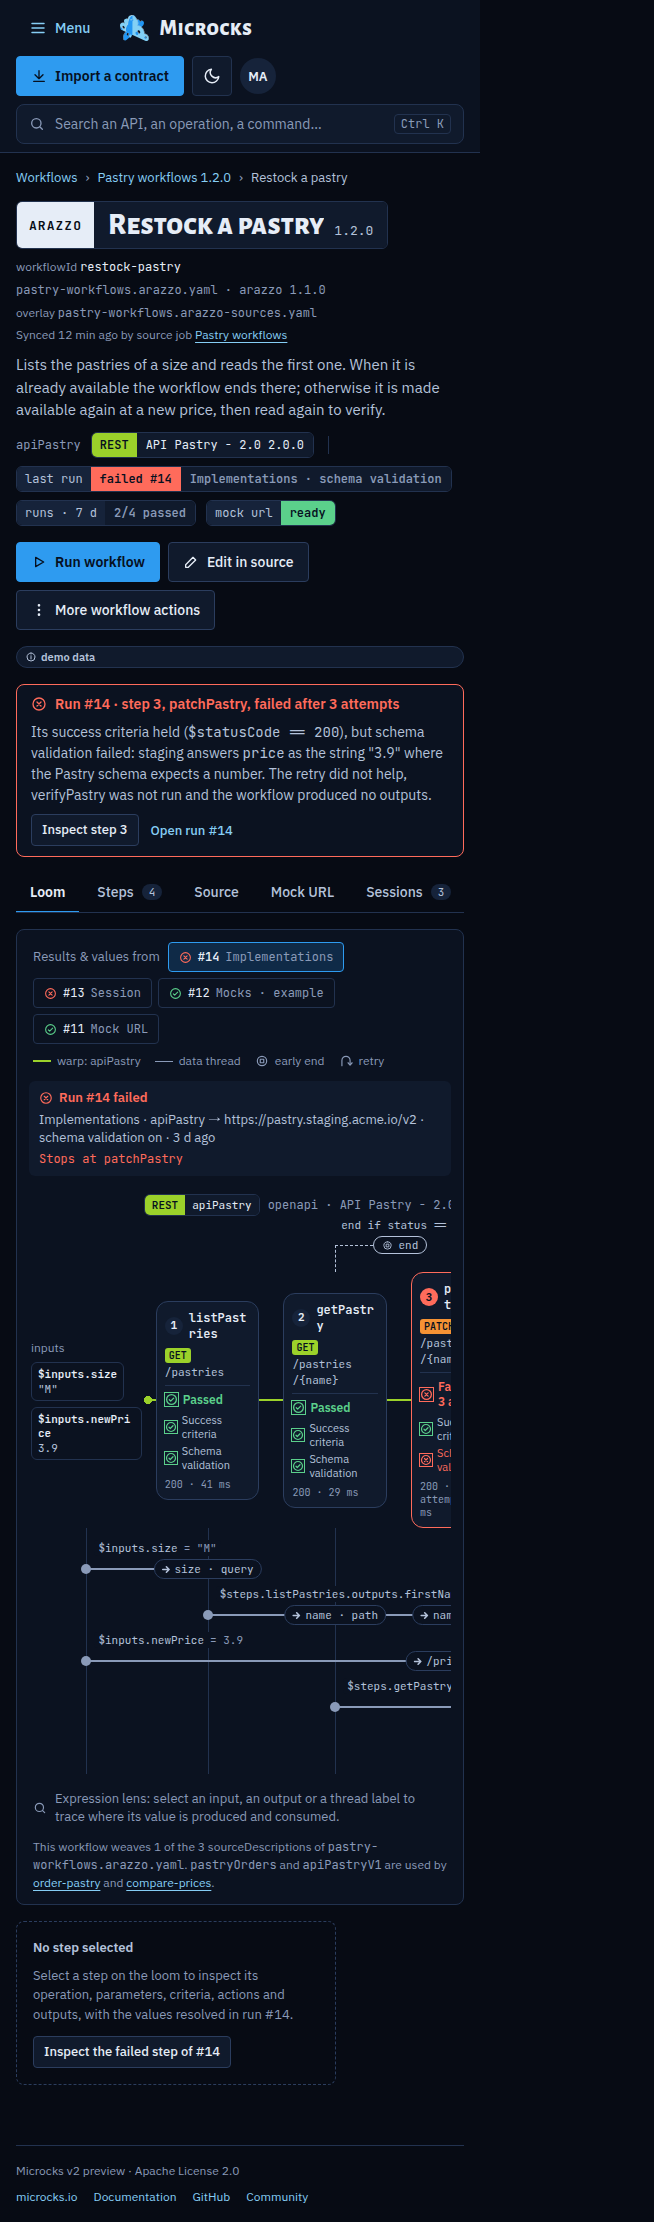 Menu
Microcks
Import a contract
MA
Search an API, an operation, a command...
Ctrl K
Workflows › Pastry workflows 1.2.0 › Restock a pastry
ARAZZO
Restock a pastry 1.2.0
workflowId restock-pastry
pastry-workflows.arazzo.yaml · arazzo 1.1.0
overlay pastry-workflows.arazzo-sources.yaml
Synced 12 min ago by source job Pastry workflows
Lists the pastries of a size and reads the first one. When it is
already available the workflow ends there; otherwise it is made
available again at a new price, then read again to verify.
apiPastry REST API Pastry - 2.0 2.0.0
last run failed #14 Implementations · schema validation
runs · 7 d 2/4 passed
mock url ready
Run workflow
Edit in source
More workflow actions
demo data
Run #14 · step 3, patchPastry, failed after 3 attempts
Its success criteria held ($statusCode == 200), but schema
validation failed: staging answers price as the string "3.9" where
the Pastry schema expects a number. The retry did not help,
verifyPastry was not run and the workflow produced no outputs.
Inspect step 3
Open run #14
Loom
Steps 4
Source
Mock URL
Sessions 3
Results & values from
#14 Implementations
#13 Session
#12 Mocks · example
#11 Mock URL
warp: apiPastry
data thread
early end
retry
Run #14 failed
Implementations · apiPastry → https://pastry.staging.acme.io/v2 ·
schema validation on · 3 d ago
Stops at patchPastry
REST apiPastry openapi · API Pastry - 2.0
end if status ==
end
inputs
$inputs.size
"M"
$inputs.newPri
ce
3.9
1 listPast
ries
GET
/pastries
Passed
Success
criteria
Schema
validation
200 · 41 ms
2 getPastr
y
GET
/pastries
/{name}
Passed
Success
criteria
Schema
validation
200 · 29 ms
3 p
t
PATCH
/past
/{nam
Fa
3 a
Suc
crit
Sch
val
200 ·
attem
ms
$inputs.size = "M"
→ size · query
$steps.listPastries.outputs.firstNa
→ name · path
→ nam
$inputs.newPrice = 3.9
→ /pri
$steps.getPastry
Expression lens: select an input, an output or a thread label to
trace where its value is produced and consumed.
This workflow weaves 1 of the 3 sourceDescriptions of pastry-
workflows.arazzo.yaml. pastryOrders and apiPastryV1 are used by
order-pastry and compare-prices.
No step selected
Select a step on the loom to inspect its
operation, parameters, criteria, actions and
outputs, with the values resolved in run #14.
Inspect the failed step of #14
Microcks v2 preview · Apache License 2.0
microcks.io
Documentation
GitHub
Community